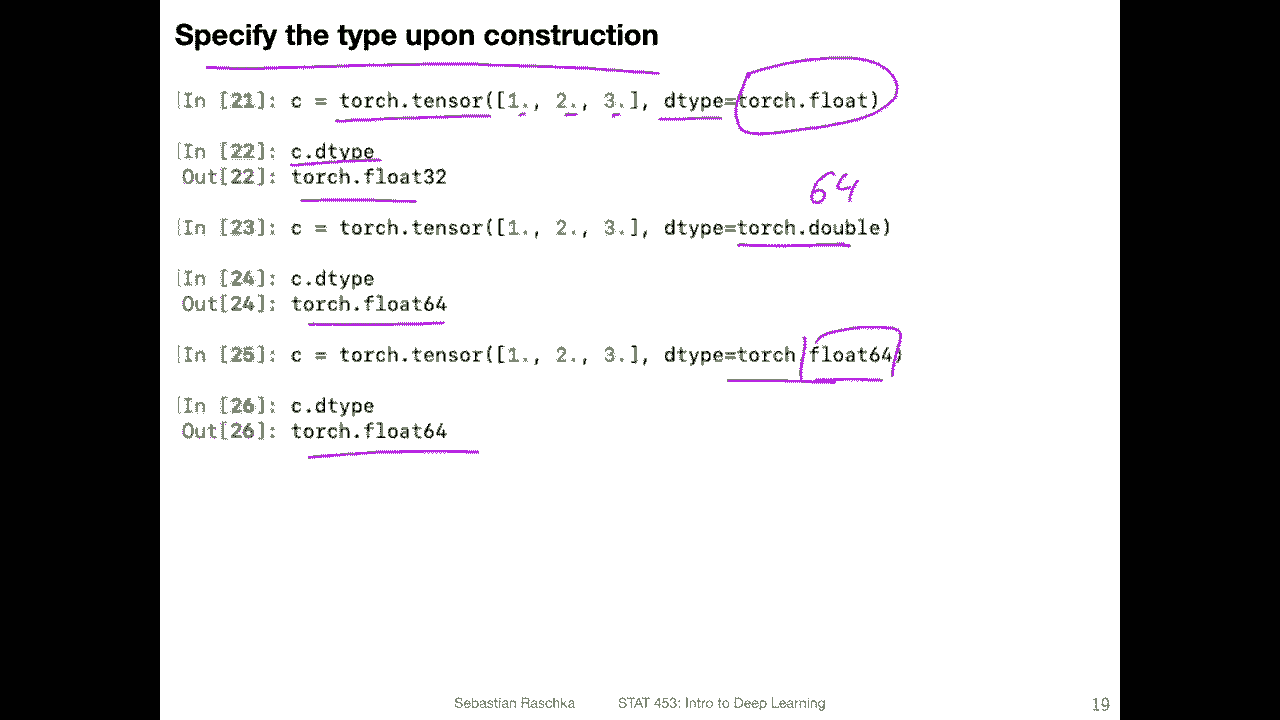 Specify the type upon construction
In [21]: c = torch.tensor([1., 2., 3.], dtype=torch.float)
In [22]: c.dtype
Out[22]: torch.float32
64
In [23]: c = torch.tensor([1., 2., 3.], dtype=torch.double)
In [24]: c.dtype
Out[24]: torch.float64
In [25]: c = torch.tensor([1., 2., 3.], dtype=torch.float64)
In [26]: c.dtype
Out[26]: torch.float64
Sebastian Raschka STAT 453: Intro to Deep Learning 19